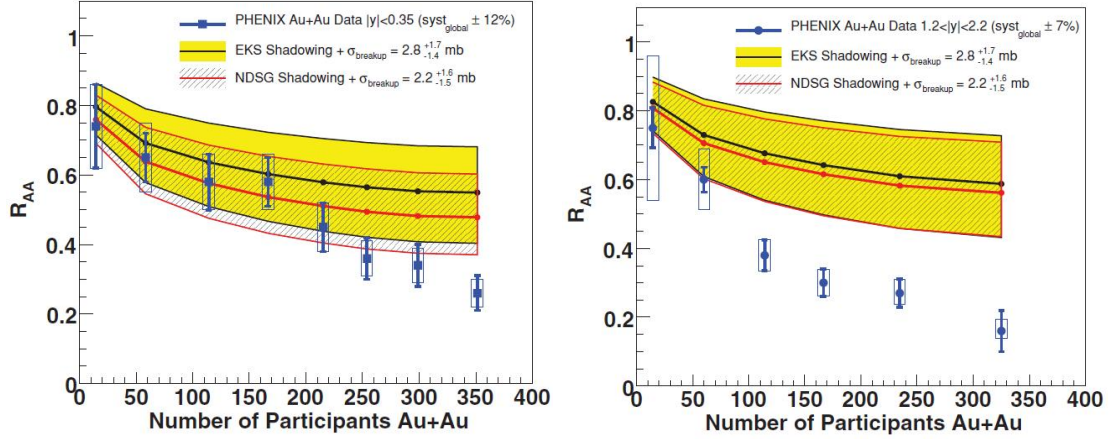 PHENIX Au+Au Data |y|<0.35 (syst_global ± 12%)
EKS Shadowing + σ_breakup = 2.8 +1.7 -1.4 mb
NDSG Shadowing + σ_breakup = 2.2 +1.6 -1.5 mb
R_AA
1
0.8
0.6
0.4
0.2
0
0 50 100 150 200 250 300 350 400
Number of Participants Au+Au
PHENIX Au+Au Data 1.2<|y|<2.2 (syst_global ± 7%)
EKS Shadowing + σ_breakup = 2.8 +1.7 -1.4 mb
NDSG Shadowing + σ_breakup = 2.2 +1.6 -1.5 mb
R_AA
1
0.8
0.6
0.4
0.2
0
0 50 100 150 200 250 300 350 400
Number of Participants Au+Au